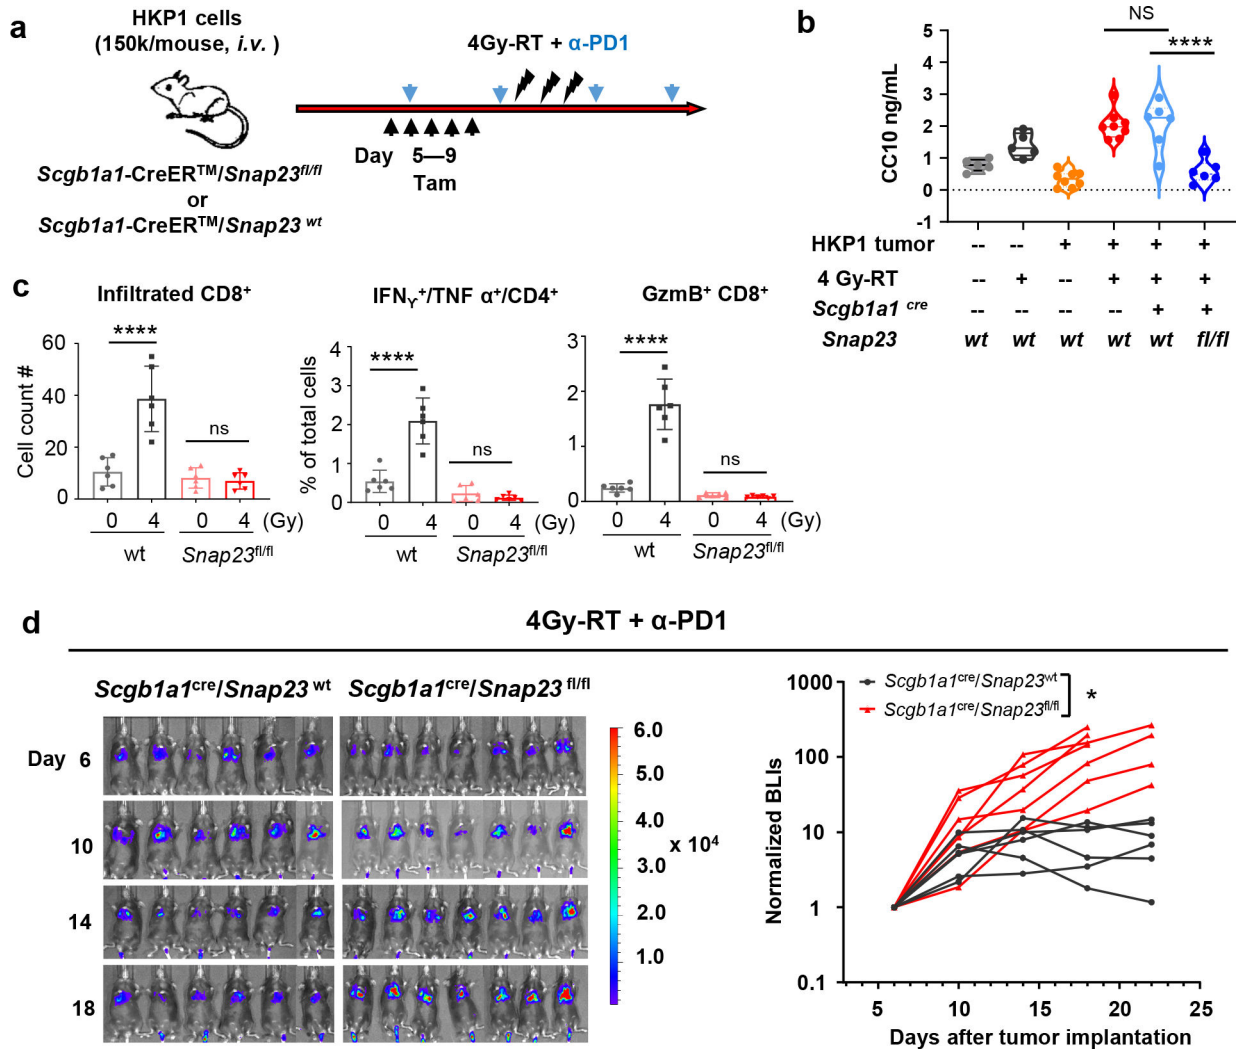 a
HKP1 cells
(150k/mouse, i.v. )
4Gy-RT + α-PD1
Day 5—9
Tam
Scgb1a1-CreER™/Snap23fl/fl
or
Scgb1a1-CreER™/Snap23 wt
b
NS
****
CC10 ng/mL
5
4
3
2
1
0
-1
HKP1 tumor -- -- + + + +
4 Gy-RT -- + -- + + +
Scgb1a1 cre -- -- -- -- + +
Snap23 wt wt wt wt wt fl/fl
c
Infiltrated CD8+
****
ns
Cell count #
60
40
20
0
0 4 0 4 (Gy)
wt Snap23fl/fl
IFNγ+/TNF α+/CD4+
****
ns
% of total cells
4
3
2
1
0
0 4 0 4 (Gy)
wt Snap23fl/fl
GzmB+ CD8+
****
ns
3
2
1
0
0 4 0 4 (Gy)
wt Snap23fl/fl
d
4Gy-RT + α-PD1
Scgb1a1cre/Snap23 wt Scgb1a1cre/Snap23 fl/fl
Day 6
10
14
18
6.0
5.0
4.0
3.0
2.0
1.0
x 10⁴
Scgb1a1cre/Snap23wt
Scgb1a1cre/Snap23fl/fl
*
Normalized BLIs
1000
100
10
1
0.1
5 10 15 20 25
Days after tumor implantation